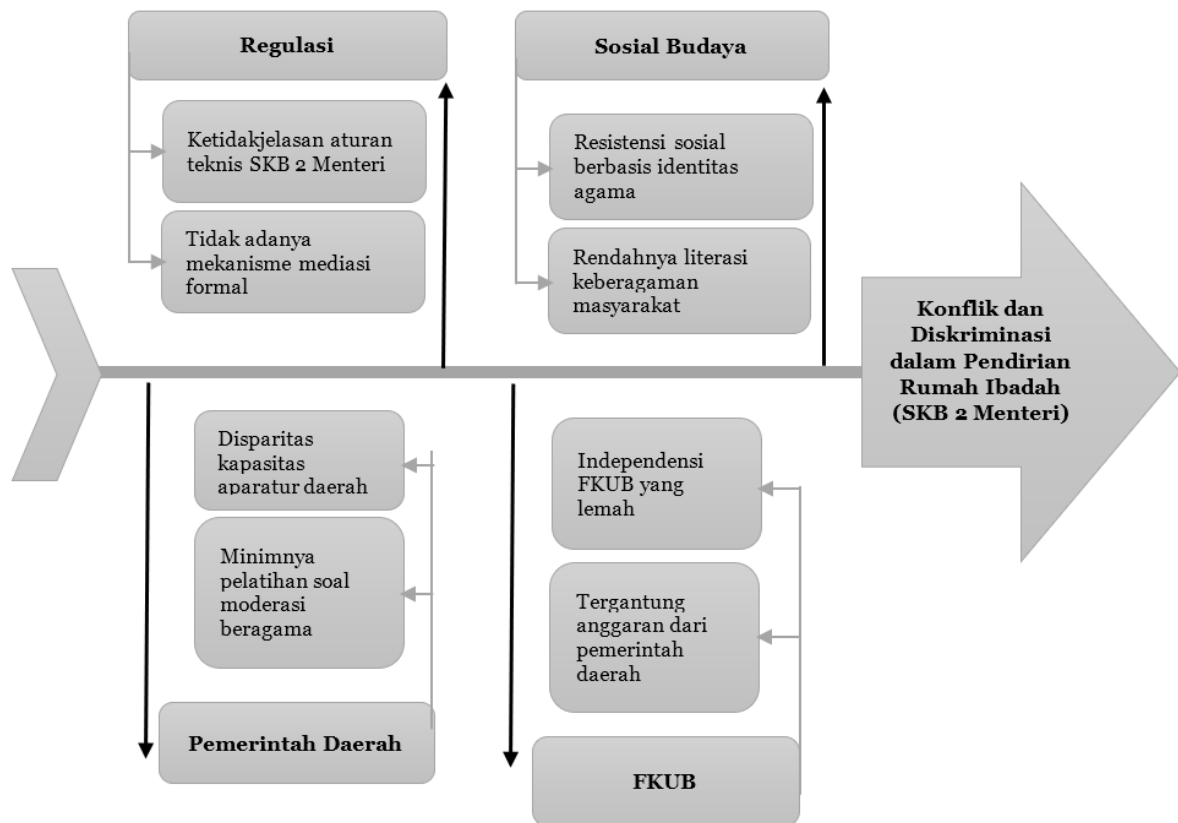 Regulasi
Ketidakjelasan aturan
teknis SKB 2 Menteri
Tidak adanya
mekanisme mediasi
formal
Sosial Budaya
Resistensi sosial
berbasis identitas
agama
Rendahnya literasi
keberagaman
masyarakat
Konflik dan
Diskriminasi
dalam Pendirian
Rumah Ibadah
(SKB 2 Menteri)
Disparitas
kapasitas
aparatur daerah
Minimnya
pelatihan soal
moderasi
beragama
Pemerintah Daerah
Independensi
FKUB yang
lemah
Tergantung
anggaran dari
pemerintah
daerah
FKUB